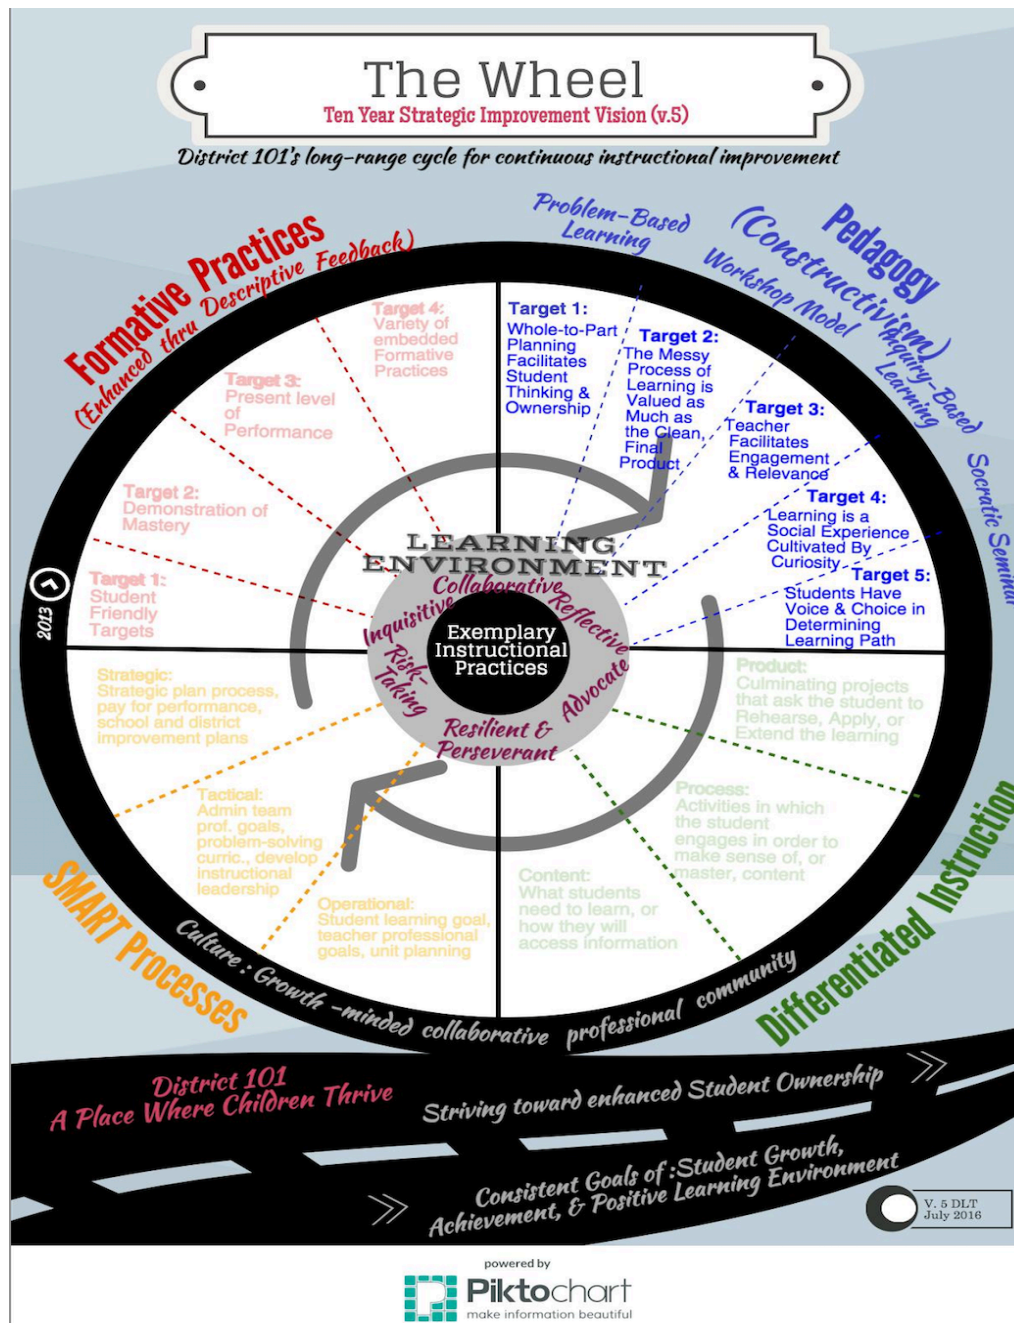 The Wheel
Ten Year Strategic Improvement Vision (v.5)
District 101's long-range cycle for continuous instructional improvement
Formative Practices
(Enhanced thru Descriptive Feedback)
Problem-Based
Learning
Pedagogy
(Constructivism)
Workshop Model
Inquiry-Based
Learning
Socratic Seminar
Target 4:
Variety of
embedded
Formative
Practices
Target 3:
Present level
of
Performance
Target 2:
Demonstration of
Mastery
Target 1:
Student
Friendly
Targets
Target 1:
Whole-to-Part
Planning
Facilitates
Student
Thinking &
Ownership
Target 2:
The Messy
Process of
Learning is
Valued as
Much as
the Clean,
Final
Product
Target 3:
Teacher
Facilitates
Engagement
& Relevance
Target 4:
Learning is a
Social Experience
Cultivated By
Curiosity
Target 5:
Students Have
Voice & Choice in
Determining
Learning Path
2013
LEARNING
ENVIRONMENT
Collaborative
Inquisitive
Reflective
Risk-
Taking
Advocate
Resilient &
Perseverant
Exemplary
Instructional
Practices
Strategic:
Strategic plan process,
pay for performance,
school and district
improvement plans
Tactical:
Admin team
prof. goals,
problem-solving
curric., develop
instructional
leadership
Operational:
Student learning goal,
teacher professional
goals, unit planning
Product:
Culminating projects
that ask the student to
Rehearse, Apply, or
Extend the learning
Process:
Activities in which
the student
engages in order to
make sense of, or
master, content
Content:
What students
need to learn, or
how they will
access information
SMART Processes
Differentiated Instruction
Culture: Growth-minded collaborative professional community
District 101
A Place Where Children Thrive
Striving toward enhanced Student Ownership
Consistent Goals of :Student Growth,
Achievement, & Positive Learning Environment
V. 5 DLT
July 2016
powered by
Piktochart
make information beautiful